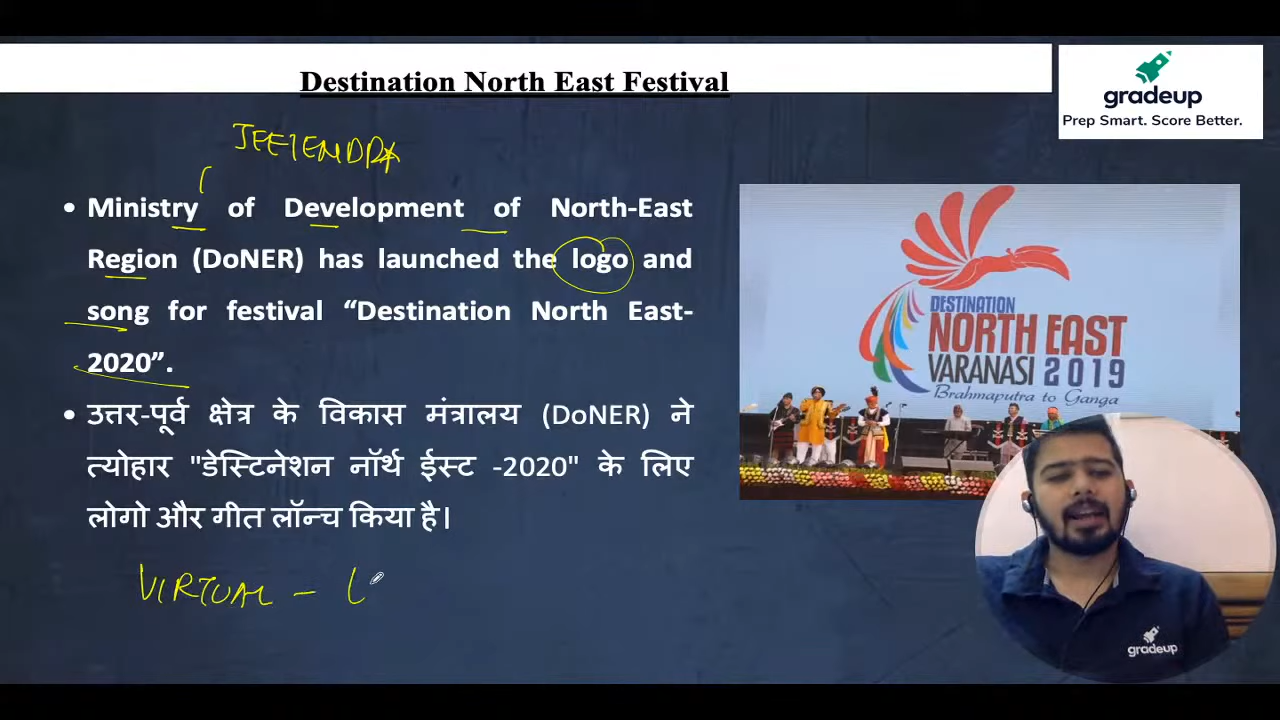 Destination North East Festival
gradeup
Prep Smart. Score Better.
JEETENDRA
• Ministry of Development of North-East
Region (DoNER) has launched the logo and
song for festival “Destination North East-
2020”.
• उत्तर-पूर्व क्षेत्र के विकास मंत्रालय (DoNER) ने
त्योहार "डेस्टिनेशन नॉर्थ ईस्ट -2020" के लिए
लोगो और गीत लॉन्च किया है।
VIRTUAL -
DESTINATION
NORTH EAST
VARANASI 2019
Brahmaputra to Ganga
gradeup